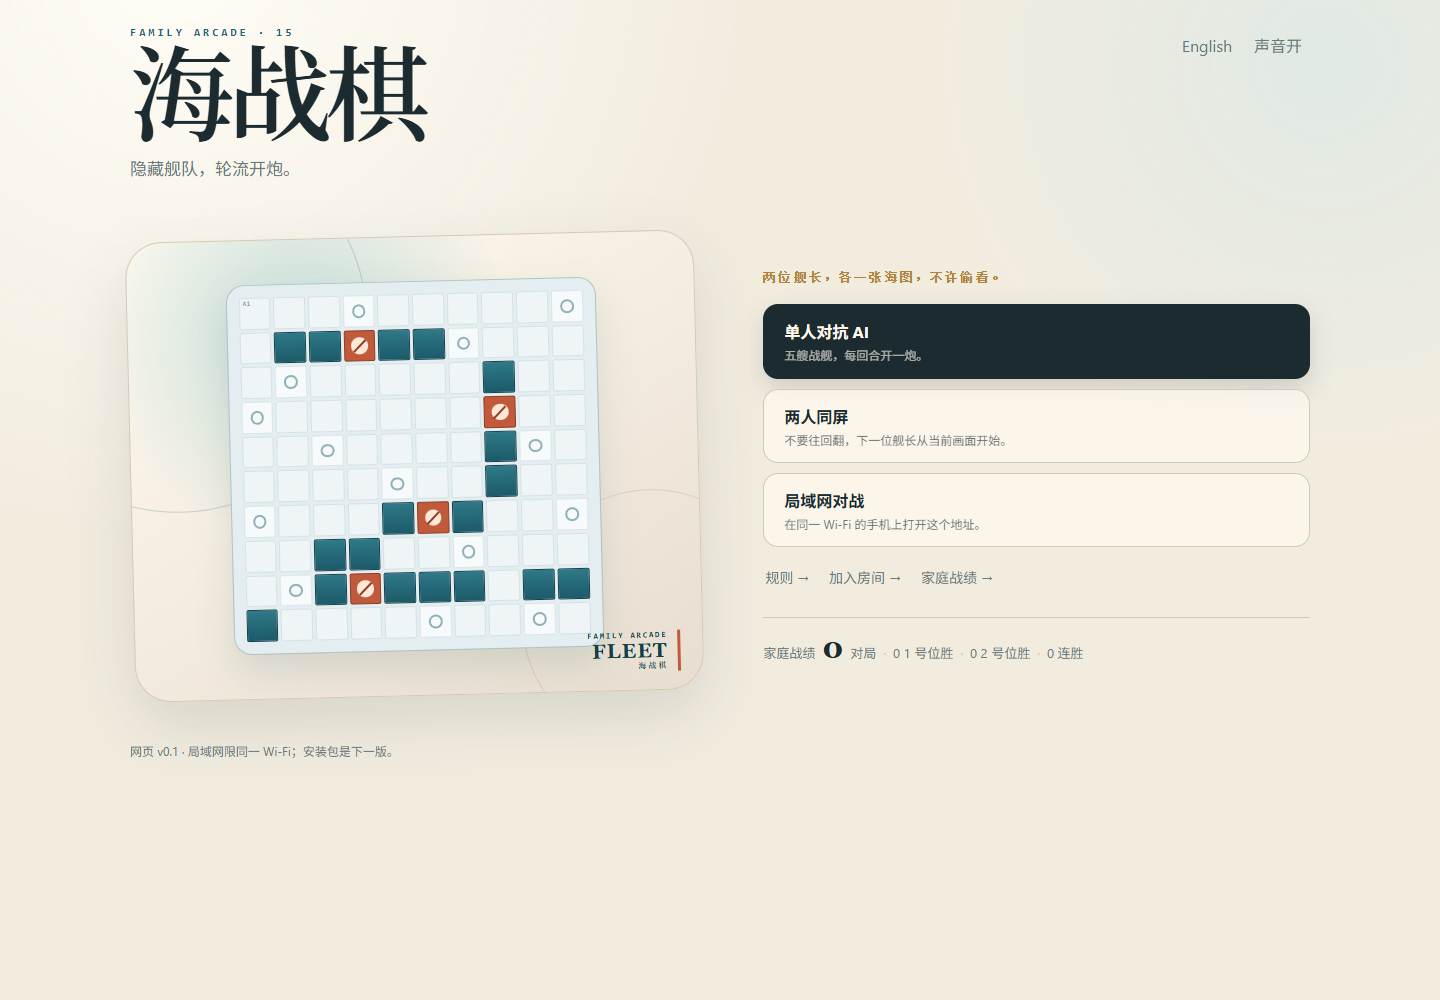 FAMILY ARCADE · 15
海战棋
隐藏舰队，轮流开炮。
English 声音开
A1
FAMILY ARCADE
FLEET
海战棋
两位舰长，各一张海图，不许偷看。
单人对抗 AI
五艘战舰，每回合开一炮。
两人同屏
不要往回翻，下一位舰长从当前画面开始。
局域网对战
在同一 Wi-Fi 的手机上打开这个地址。
规则 → 加入房间 → 家庭战绩 →
家庭战绩 0 对局 · 0 1 号位胜 · 0 2 号位胜 · 0 连胜
网页 v0.1 · 局域网限同一 Wi-Fi；安装包是下一版。